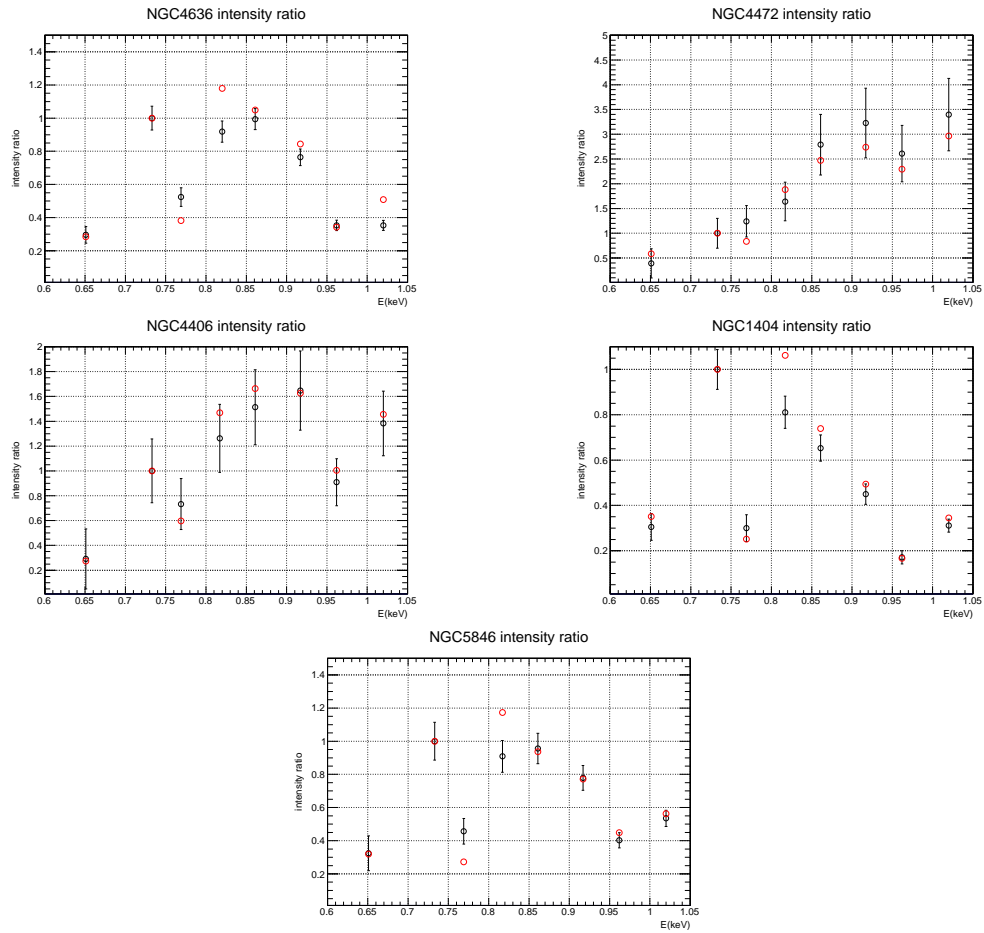 NGC4636 intensity ratio
intensity ratio
1.4
1.2
1
0.8
0.6
0.4
0.2
0.6 0.65 0.7 0.75 0.8 0.85 0.9 0.95 1 1.05
E(keV)
NGC4472 intensity ratio
intensity ratio
5
4.5
4
3.5
3
2.5
2
1.5
1
0.5
0.6 0.65 0.7 0.75 0.8 0.85 0.9 0.95 1 1.05
E(keV)
NGC4406 intensity ratio
intensity ratio
2
1.8
1.6
1.4
1.2
1
0.8
0.6
0.4
0.2
0.6 0.65 0.7 0.75 0.8 0.85 0.9 0.95 1 1.05
E(keV)
NGC1404 intensity ratio
intensity ratio
1
0.8
0.6
0.4
0.2
0.6 0.65 0.7 0.75 0.8 0.85 0.9 0.95 1 1.05
E(keV)
NGC5846 intensity ratio
intensity ratio
1.4
1.2
1
0.8
0.6
0.4
0.2
0.6 0.65 0.7 0.75 0.8 0.85 0.9 0.95 1 1.05
E(keV)